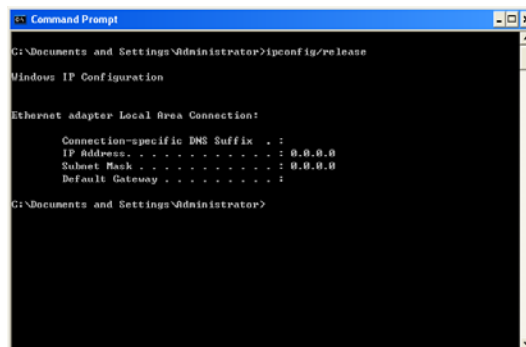 Command Prompt
C:\Documents and Settings\Administrator>ipconfig/release
Windows IP Configuration
Ethernet adapter Local Area Connection:
Connection-specific DNS Suffix . :
IP Address. . . . . . . . . . . . : 0.0.0.0
Subnet Mask . . . . . . . . . . . : 0.0.0.0
Default Gateway . . . . . . . . . :
C:\Documents and Settings\Administrator>